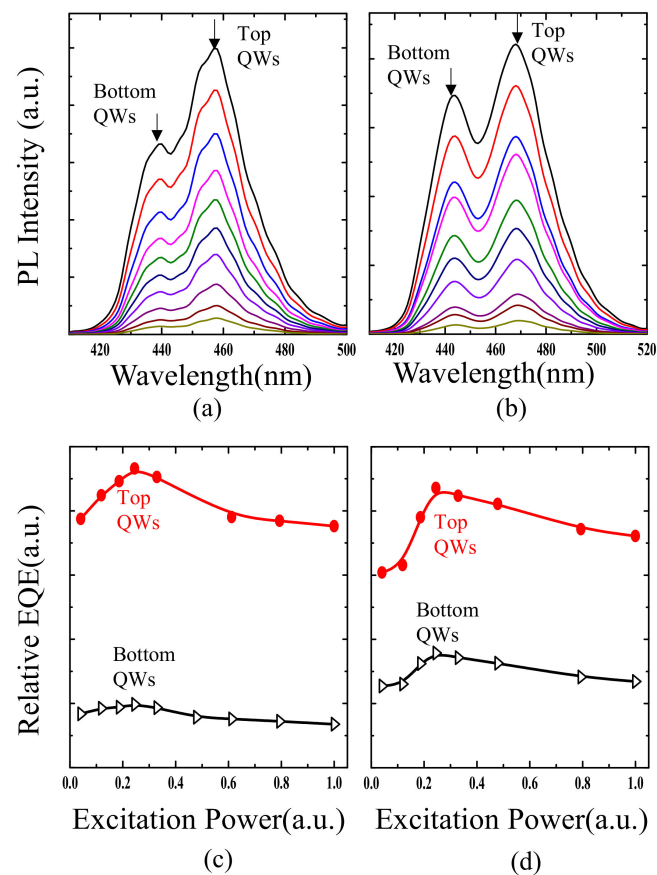 Top
QWs
Bottom
QWs
PL Intensity (a.u.)
420 440 460 480 500
Wavelength(nm)
(a)
Top
QWs
Bottom
QWs
420 440 460 480 500 520
Wavelength(nm)
(b)
Top
QWs
Bottom
QWs
Relative EQE(a.u.)
0.0 0.2 0.4 0.6 0.8 1.0
Excitation Power(a.u.)
(c)
Top
QWs
Bottom
QWs
0.0 0.2 0.4 0.6 0.8 1.0
Excitation Power(a.u.)
(d)